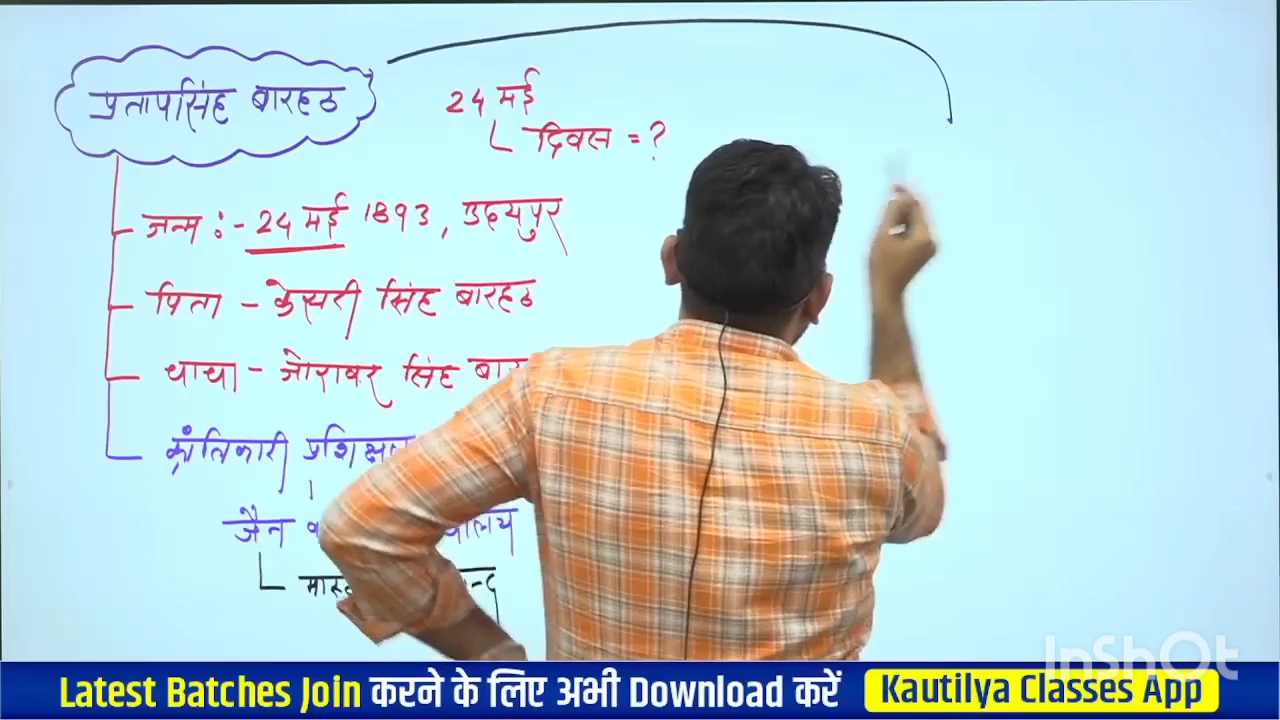 प्रतापसिंह बारहठ
24 मई
दिवस = ?
जन्म :- 24 मई 1893, उदयपुर
पिता - केसरी सिंह बारहठ
चाचा - जोरावर सिंह
क्रांतिकारी
जैन
InShOt
Latest Batches Join करने के लिए अभी Download करें
Kautilya Classes App